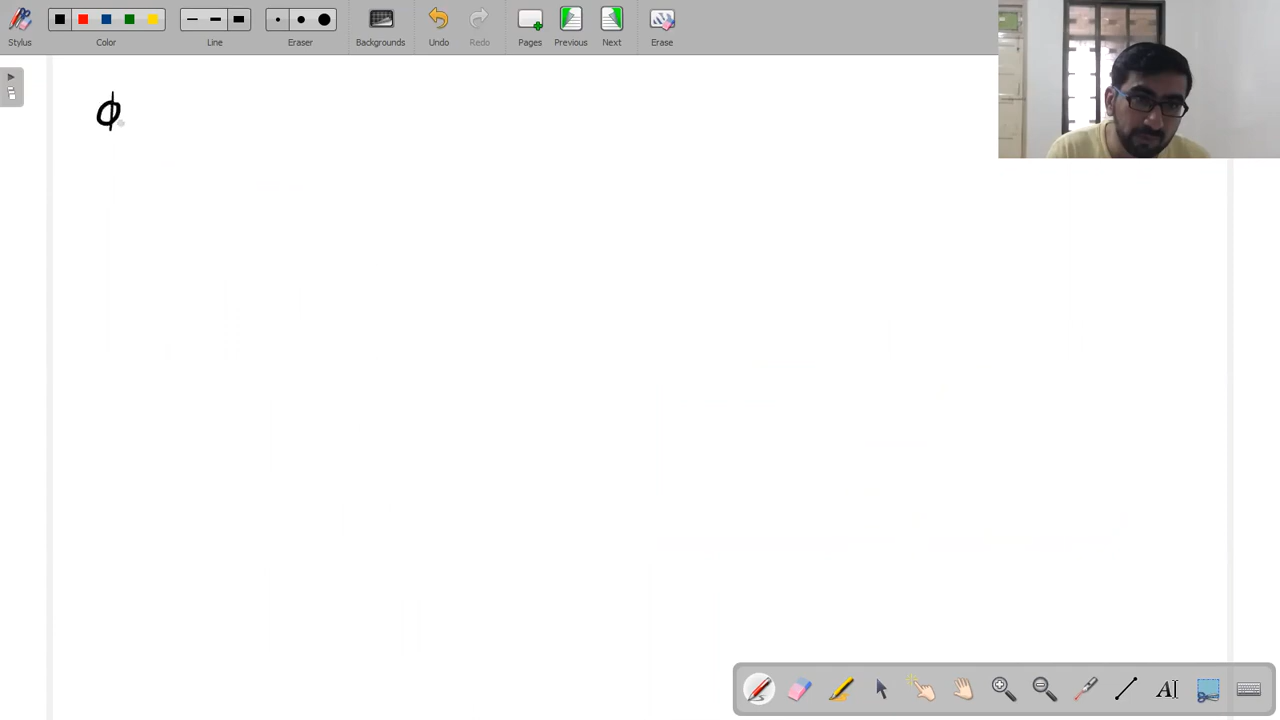 Stylus
Color
Line
Eraser
Backgrounds
Undo
Redo
Pages
Previous
Next
Erase
ϕ